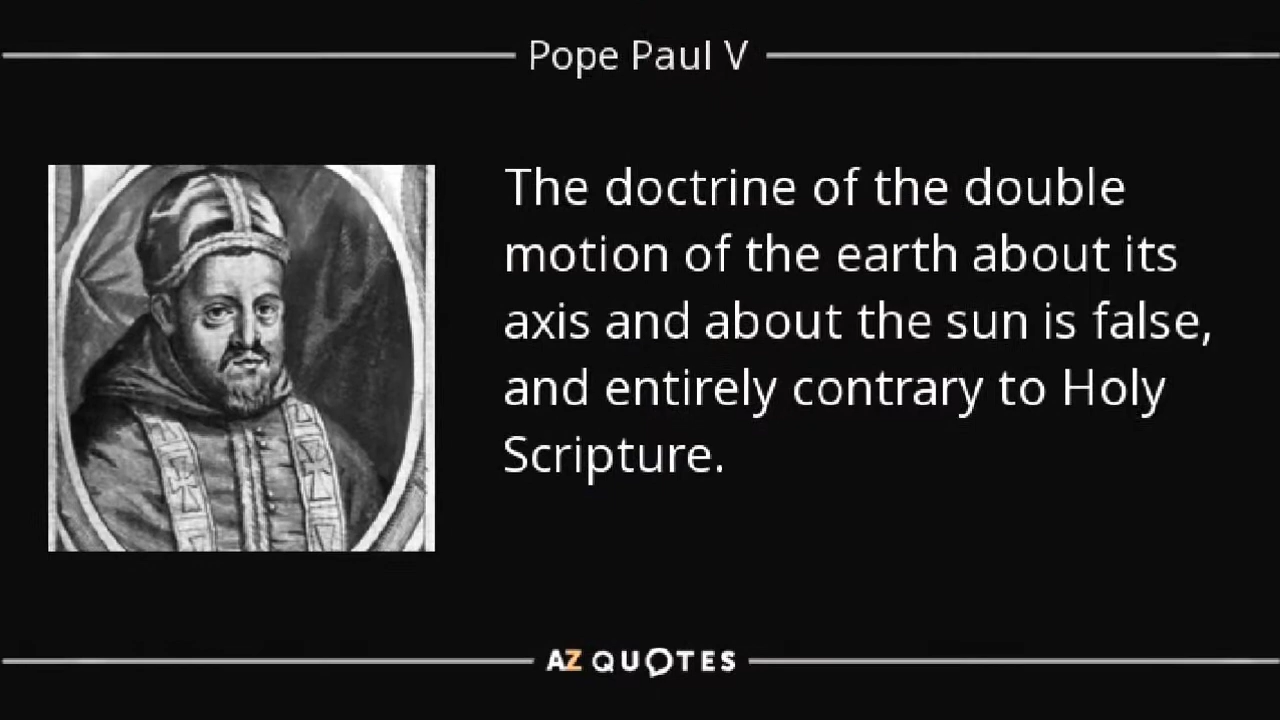 Pope Paul V
The doctrine of the double
motion of the earth about its
axis and about the sun is false,
and entirely contrary to Holy
Scripture.
AZ QUOTES